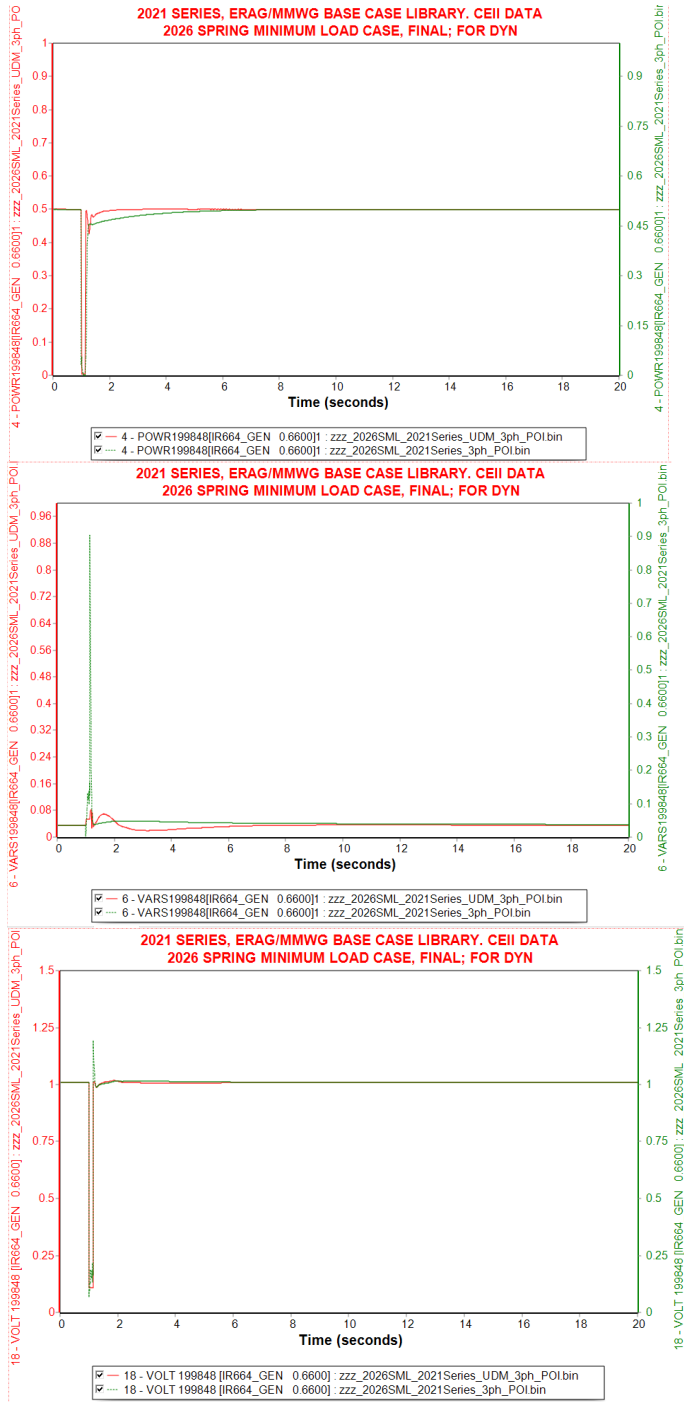 2021 SERIES, ERAG/MMWG BASE CASE LIBRARY. CEII DATA
2026 SPRING MINIMUM LOAD CASE, FINAL; FOR DYN
4 - POWR199848[IR664_GEN 0.6600]1 : zzz_2026SML_2021Series_UDM_3ph_POI
1
0.9
0.8
0.7
0.6
0.5
0.4
0.3
0.2
0.1
0
0.9
0.75
0.6
0.45
0.3
0.15
0
4 - POWR199848[IR664_GEN 0.6600]1 : zzz_2026SML_2021Series_3ph_POI.bin
0 2 4 6 8 10 12 14 16 18 20
Time (seconds)
4 - POWR199848[IR664_GEN 0.6600]1 : zzz_2026SML_2021Series_UDM_3ph_POI.bin
4 - POWR199848[IR664_GEN 0.6600]1 : zzz_2026SML_2021Series_3ph_POI.bin
2021 SERIES, ERAG/MMWG BASE CASE LIBRARY. CEII DATA
2026 SPRING MINIMUM LOAD CASE, FINAL; FOR DYN
6 - VARS199848[IR664_GEN 0.6600]1 : zzz_2026SML_2021Series_UDM_3ph_POI.
0.96
0.88
0.8
0.72
0.64
0.56
0.48
0.4
0.32
0.24
0.16
0.08
0
1
0.9
0.8
0.7
0.6
0.5
0.4
0.3
0.2
0.1
0
6 - VARS199848[IR664_GEN 0.6600]1 : zzz_2026SML_2021Series_3ph_POI.bin
0 2 4 6 8 10 12 14 16 18 20
Time (seconds)
6 - VARS199848[IR664_GEN 0.6600]1 : zzz_2026SML_2021Series_UDM_3ph_POI.bin
6 - VARS199848[IR664_GEN 0.6600]1 : zzz_2026SML_2021Series_3ph_POI.bin
2021 SERIES, ERAG/MMWG BASE CASE LIBRARY. CEII DATA
2026 SPRING MINIMUM LOAD CASE, FINAL; FOR DYN
18 - VOLT 199848 [IR664_GEN 0.6600] : zzz_2026SML_2021Series_UDM_3ph_POI
1.5
1.25
1
0.75
0.5
0.25
0
1.5
1.25
1
0.75
0.5
0.25
0
18 - VOLT 199848 [IR664_GEN 0.6600] : zzz_2026SML_2021Series_3ph_POI.bin
0 2 4 6 8 10 12 14 16 18 20
Time (seconds)
18 - VOLT 199848 [IR664_GEN 0.6600] : zzz_2026SML_2021Series_UDM_3ph_POI.bin
18 - VOLT 199848 [IR664_GEN 0.6600] : zzz_2026SML_2021Series_3ph_POI.bin